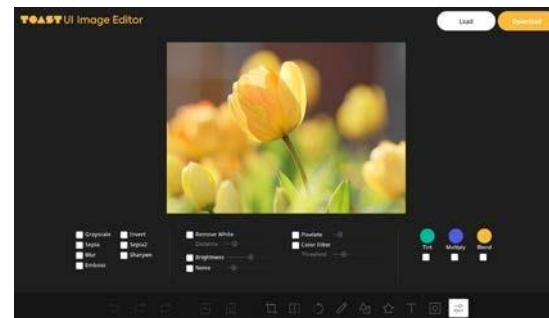 TOAST UI Image Editor
Load
Download
Grayscale
Invert
Sepia
Sepia2
Blur
Sharpen
Emboss
Remove White
Distance
Brightness
Noise
Pixelate
Color Filter
Threshold
Tint
Multiply
Blend
T